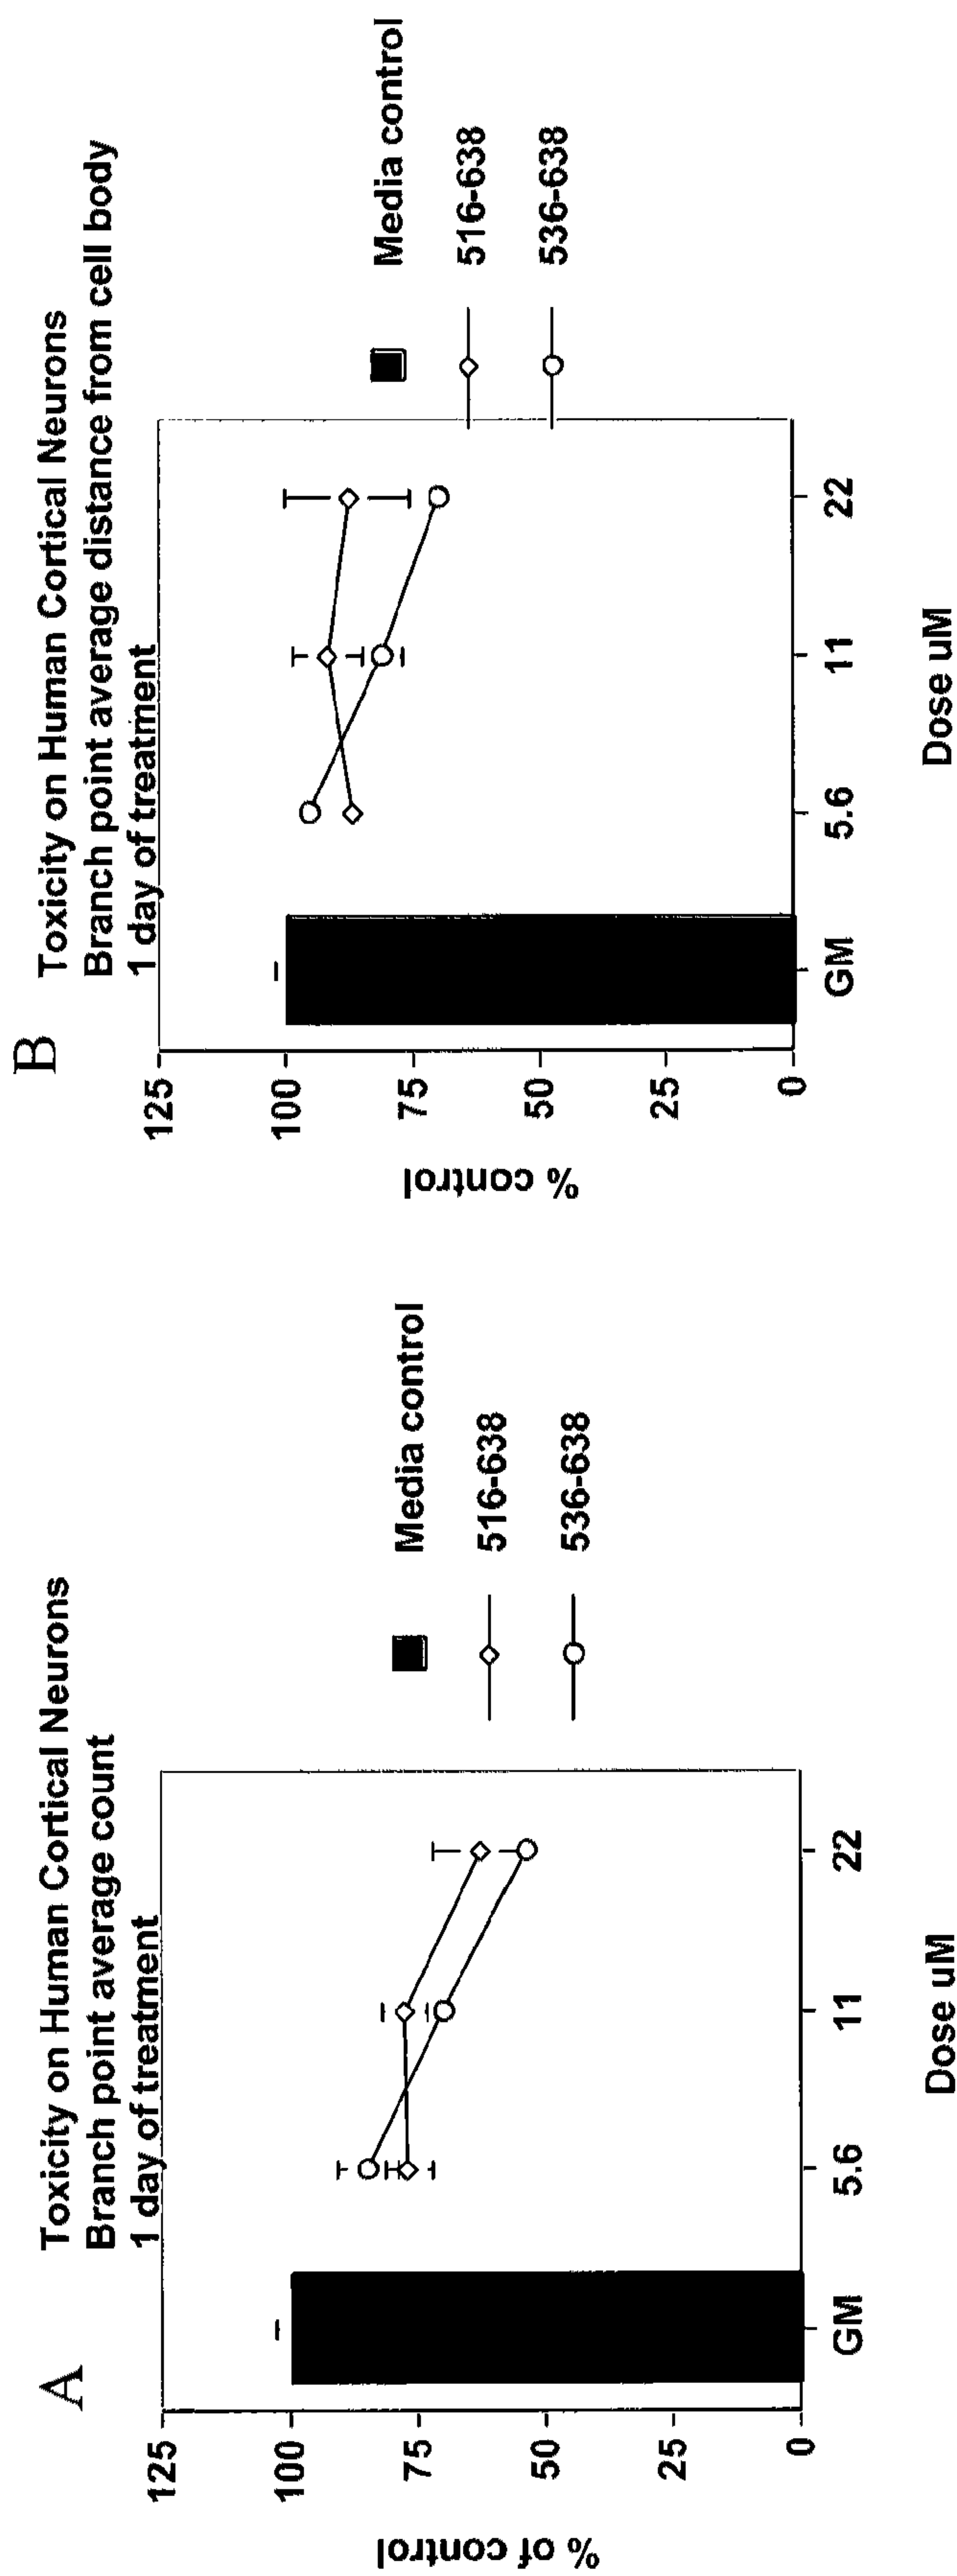 A
Toxicity on Human Cortical Neurons
Branch point average count
1 day of treatment
% of control
125
100
75
50
25
0
GM
5.6
11
22
Dose uM
Media control
516-638
536-638
B
Toxicity on Human Cortical Neurons
Branch point average distance from cell body
1 day of treatment
% control
125
100
75
50
25
0
GM
5.6
11
22
Dose uM
Media control
516-638
536-638